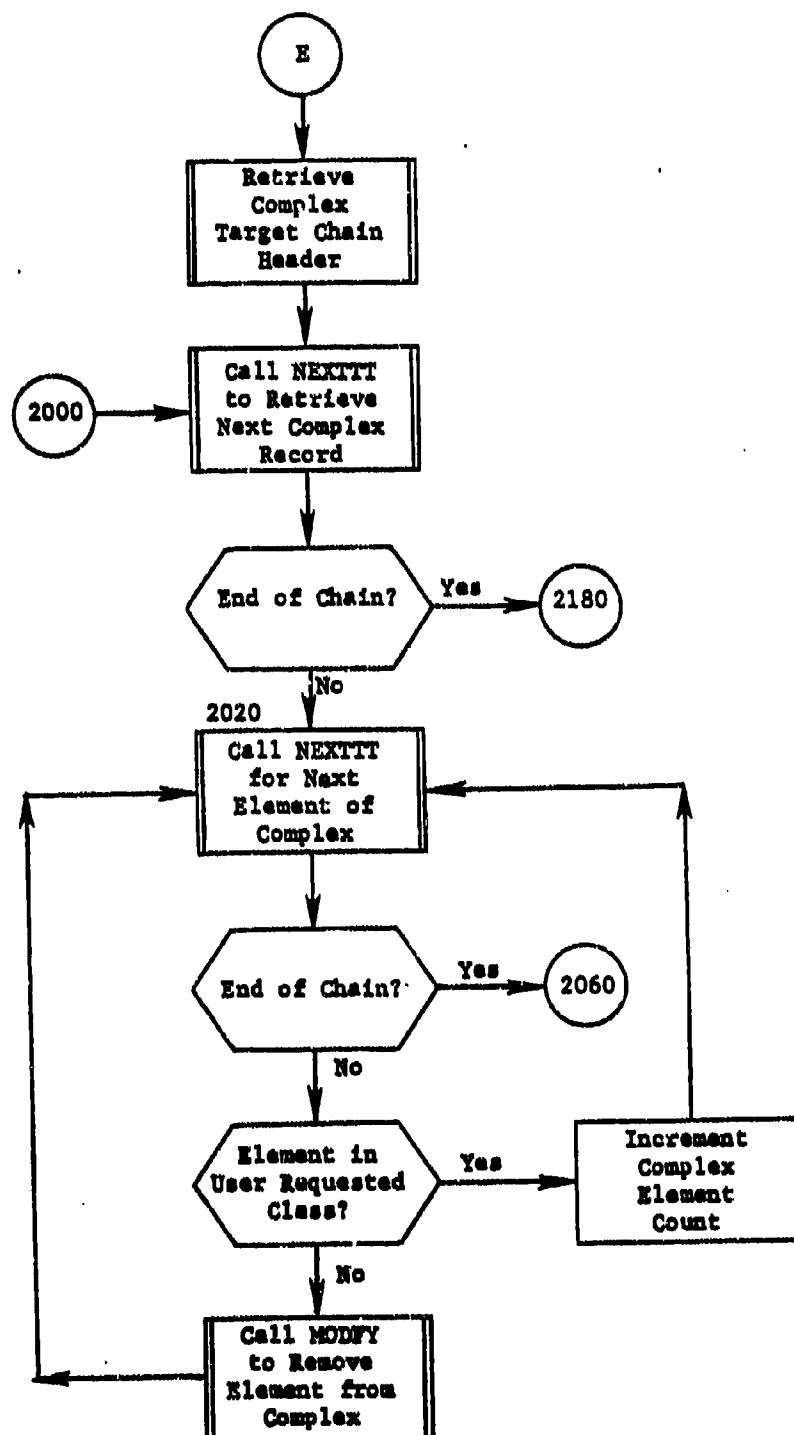 E
Retrieve
Complex
Target Chain
Header
2000
Call NEXTTT
to Retrieve
Next Complex
Record
End of Chain?
Yes
2180
No
2020
Call NEXTTT
for Next
Element of
Complex
End of Chain?
Yes
2060
No
Element in
User Requested
Class?
Yes
Increment
Complex
Element
Count
No
Call MODFY
to Remove
Element from
Complex